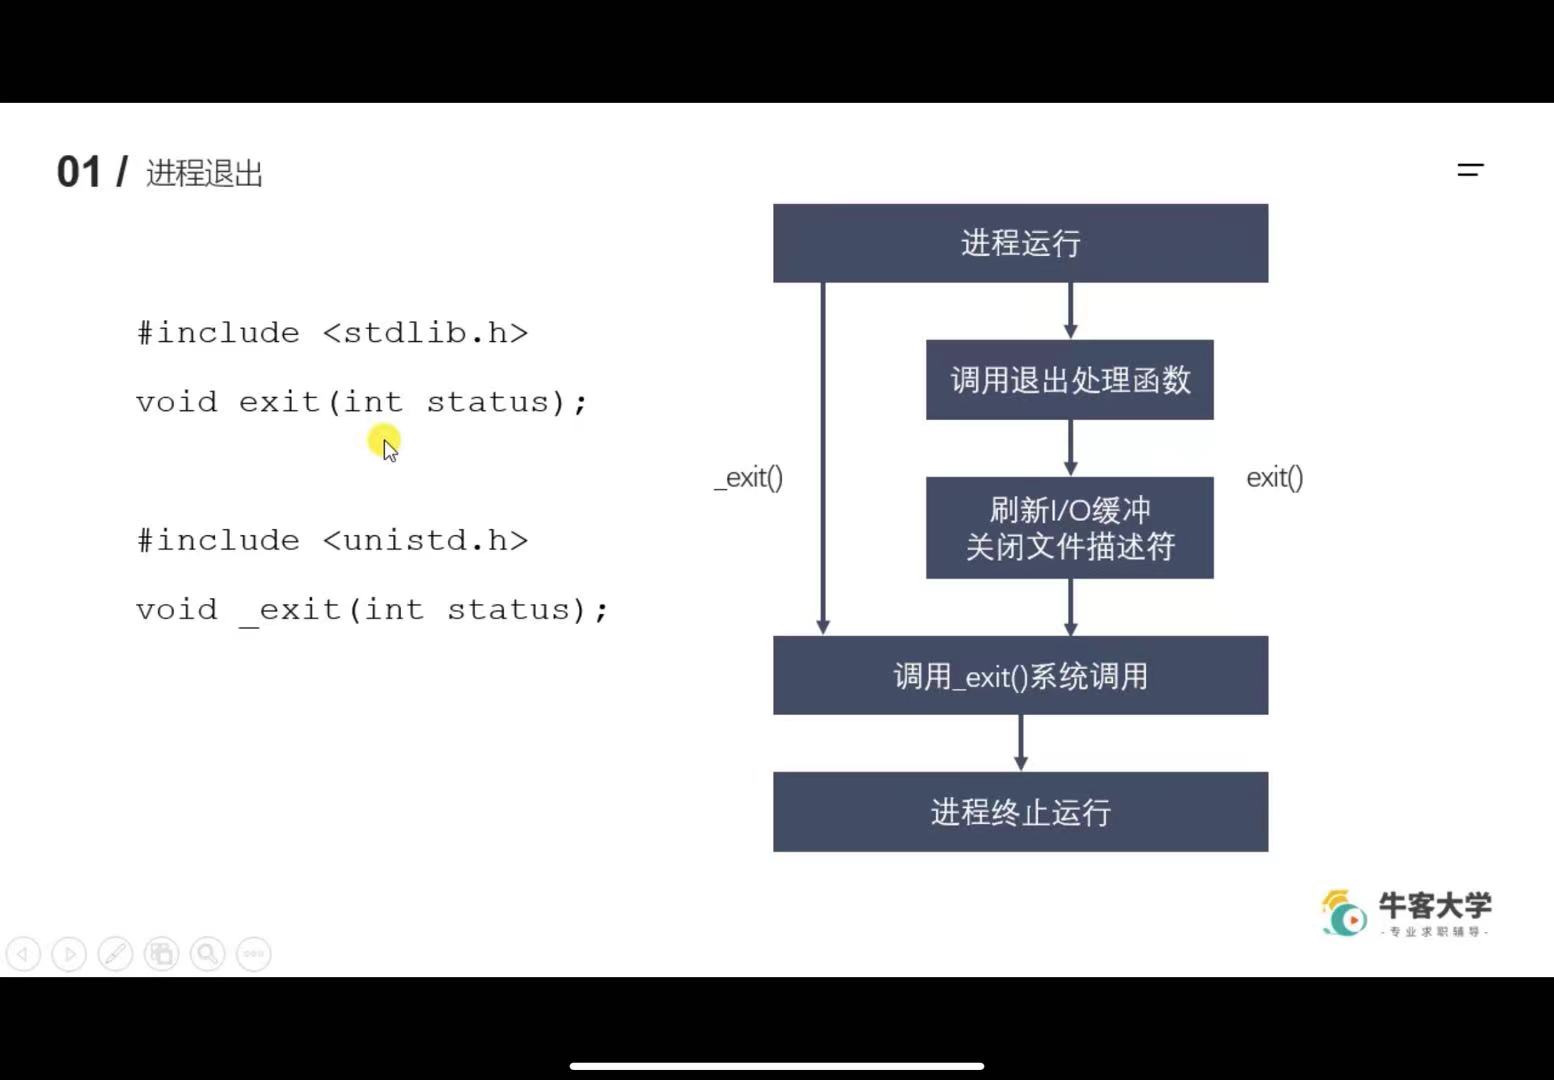 01 / 进程退出
#include <stdlib.h>
void exit(int status);
#include <unistd.h>
void _exit(int status);
进程运行
调用退出处理函数
_exit()
exit()
刷新I/O缓冲
关闭文件描述符
调用_exit()系统调用
进程终止运行
牛客大学
-专业求职辅导-